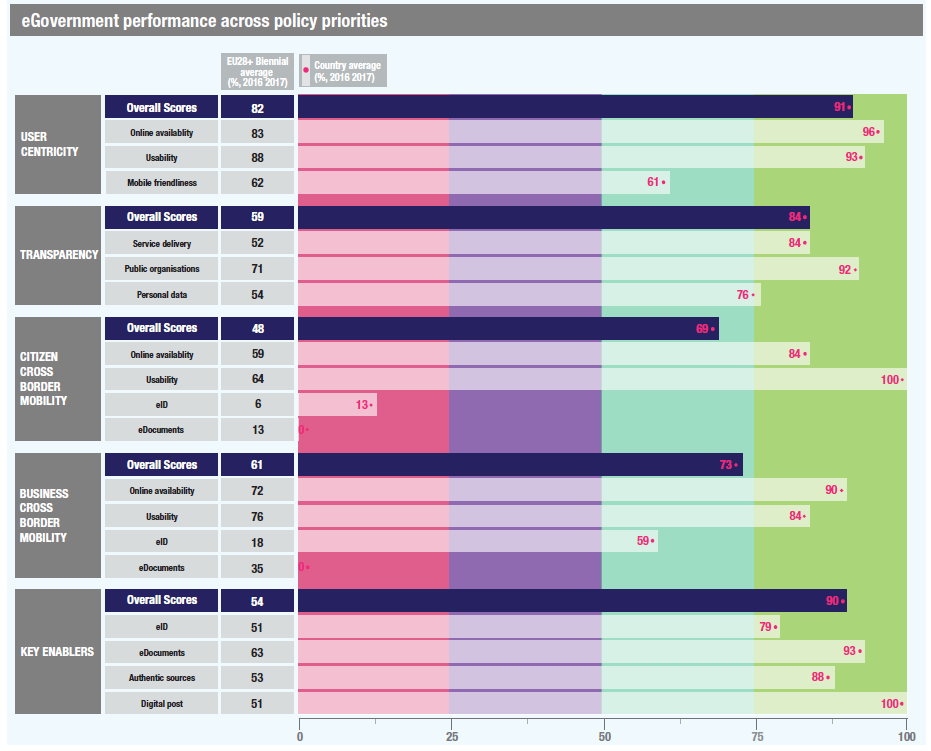 eGovernment performance across policy priorities
EU28+ Biennial
average
(%, 2016 2017)
Country average
(%, 2016 2017)
USER
CENTRICITY
Overall Scores 82 91
Online availablity 83 96
Usability 88 93
Mobile friendliness 62 61
TRANSPARENCY
Overall Scores 59 84
Service delivery 52 84
Public organisations 71 92
Personal data 54 76
CITIZEN
CROSS
BORDER
MOBILITY
Overall Scores 48 69
Online availablity 59 84
Usability 64 100
eID 6 13
eDocuments 13 0
BUSINESS
CROSS
BORDER
MOBILITY
Overall Scores 61 73
Online availability 72 90
Usability 76 84
eID 18 59
eDocuments 35 0
KEY ENABLERS
Overall Scores 54 90
eID 51 79
eDocuments 63 93
Authentic sources 53 88
Digital post 51 100
0 25 50 75 100